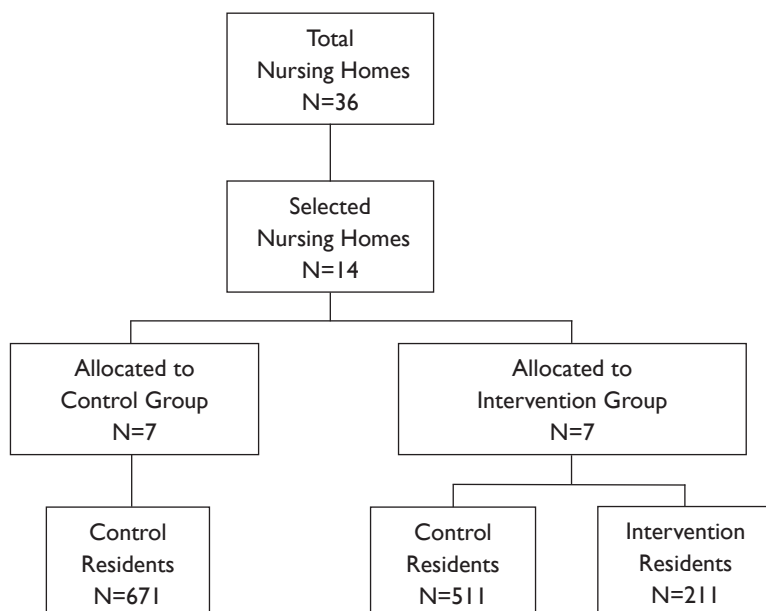 Total
Nursing Homes
N=36
Selected
Nursing Homes
N=14
Allocated to
Control Group
N=7
Allocated to
Intervention Group
N=7
Control
Residents
N=671
Control
Residents
N=511
Intervention
Residents
N=211